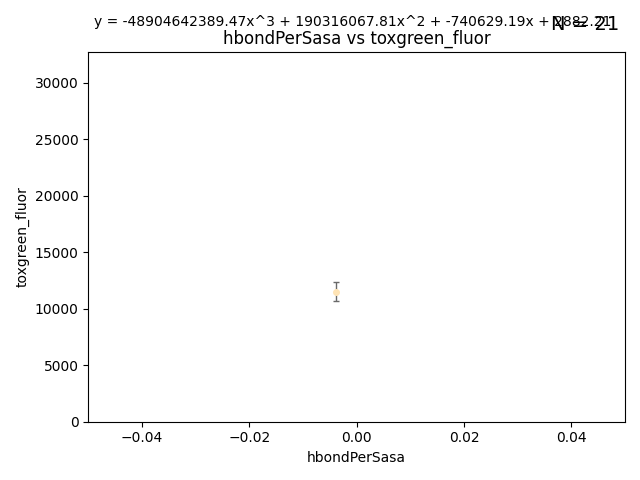 y = -48904642389.47x^3 + 190316067.81x^2 + -740629.19x + 2882.21
N = 21
hbondPerSasa vs toxgreen_fluor
30000
25000
20000
15000
10000
5000
0
toxgreen_fluor
−0.04 −0.02 0.00 0.02 0.04
hbondPerSasa